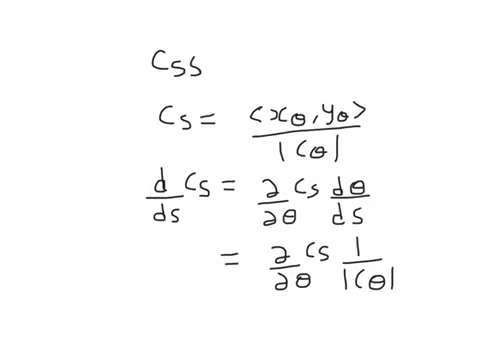 Css
Cs = <xθ, yθ> / |Cθ|
d/ds Cs = ∂/∂θ Cs dθ/ds
= ∂/∂θ Cs 1/|Cθ|